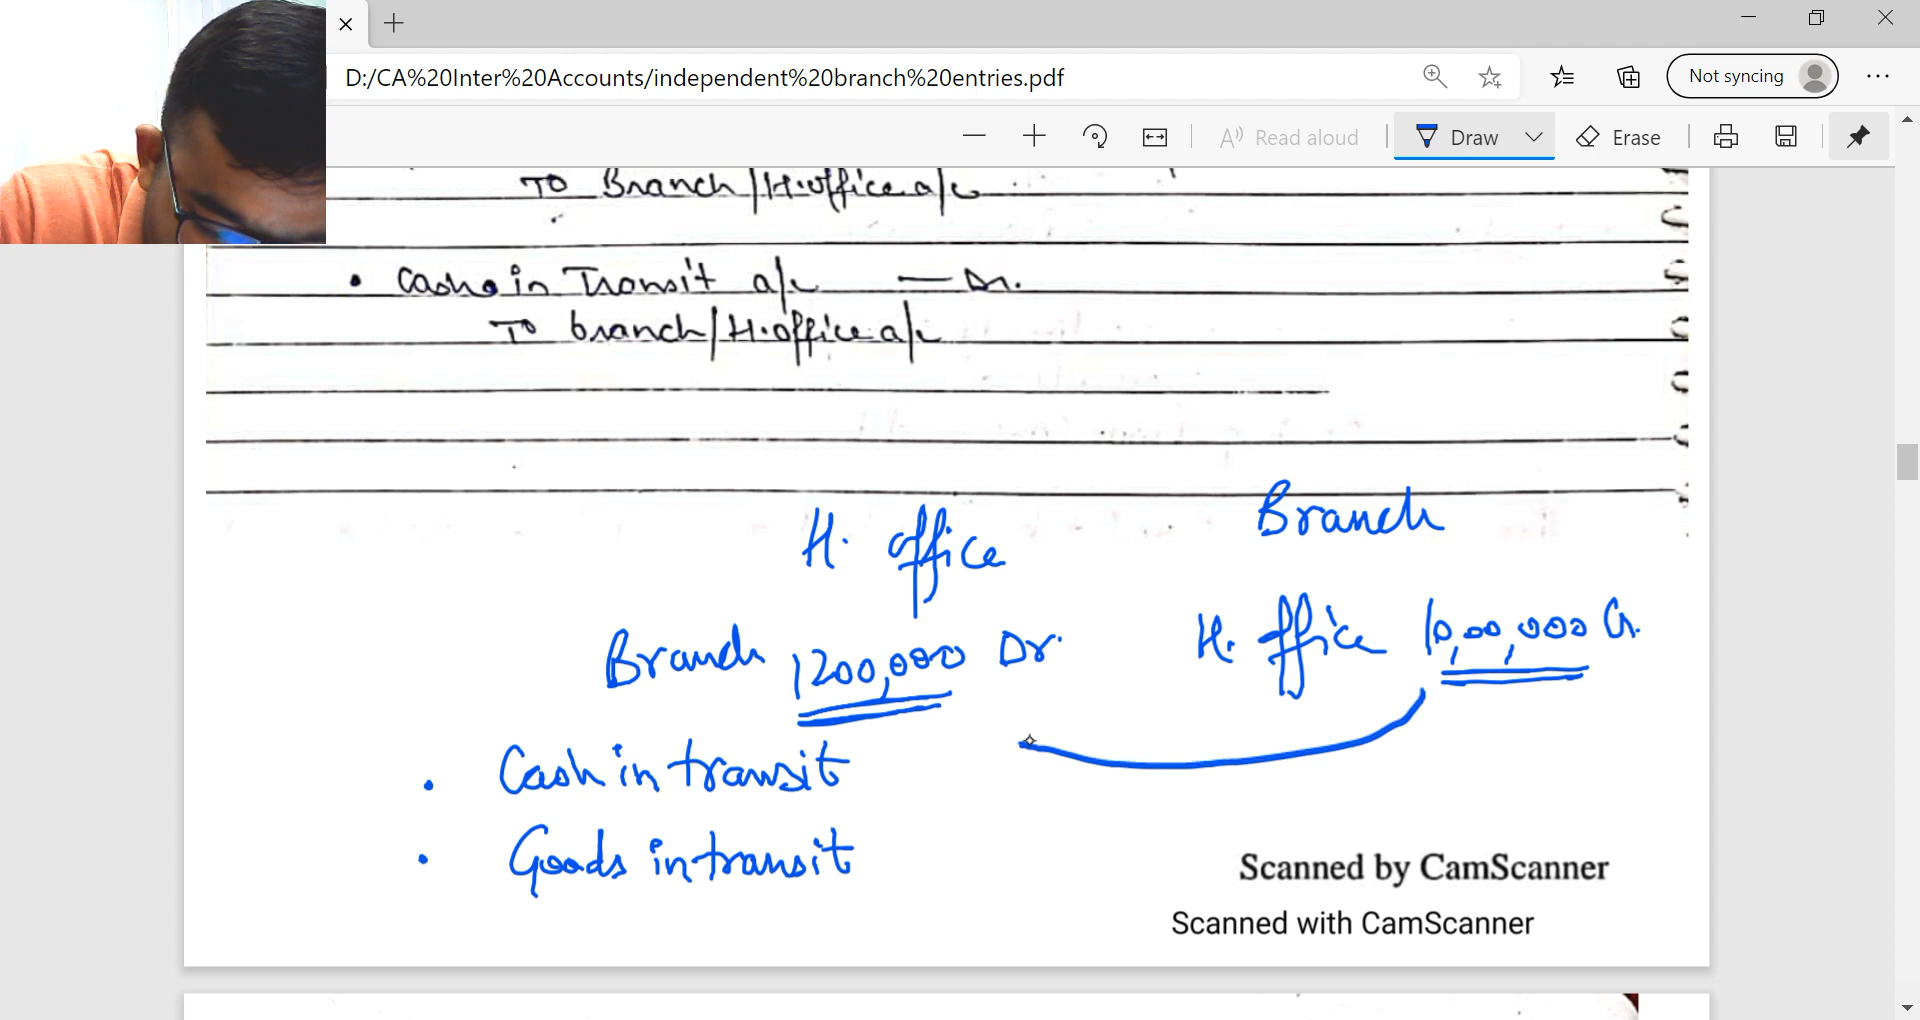 D:/CA%20Inter%20Accounts/independent%20branch%20entries.pdf
Not syncing
Read aloud
Draw
Erase
To Branch/H.office a/c
• Cash in Transit a/c — Dr.
To branch/H.office a/c
H. office
Branch
Branch 1200,000 Dr.
H. office 10,00,000 Cr.
• Cash in transit
• Goods in transit
Scanned by CamScanner
Scanned with CamScanner